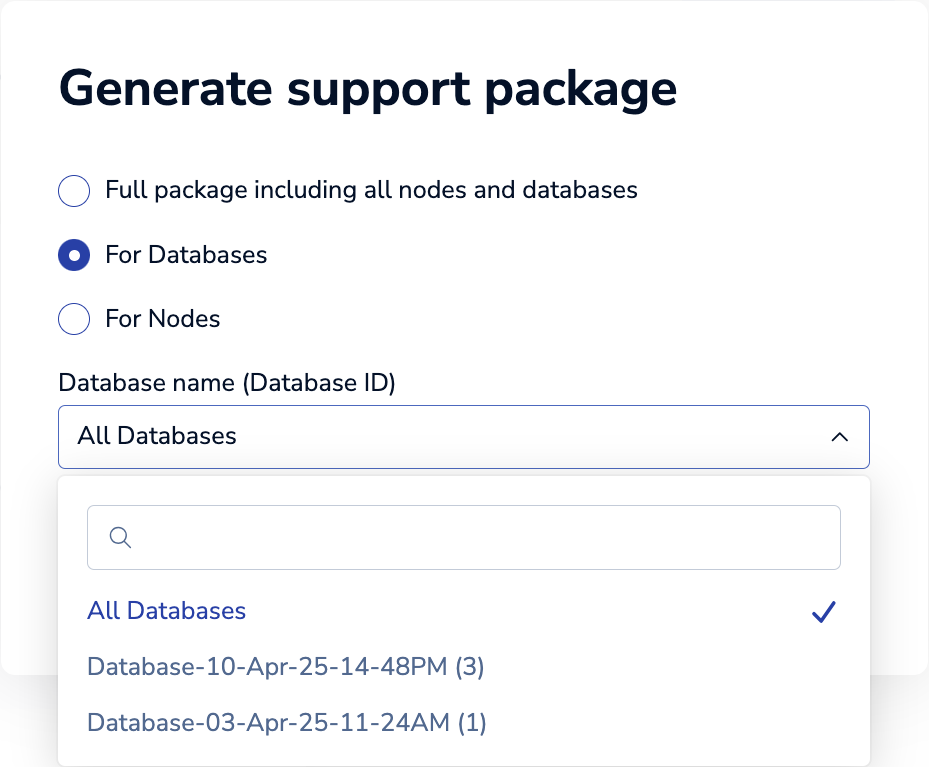 Generate support package
Full package including all nodes and databases
For Databases
For Nodes
Database name (Database ID)
All Databases
All Databases
Database-10-Apr-25-14-48PM (3)
Database-03-Apr-25-11-24AM (1)